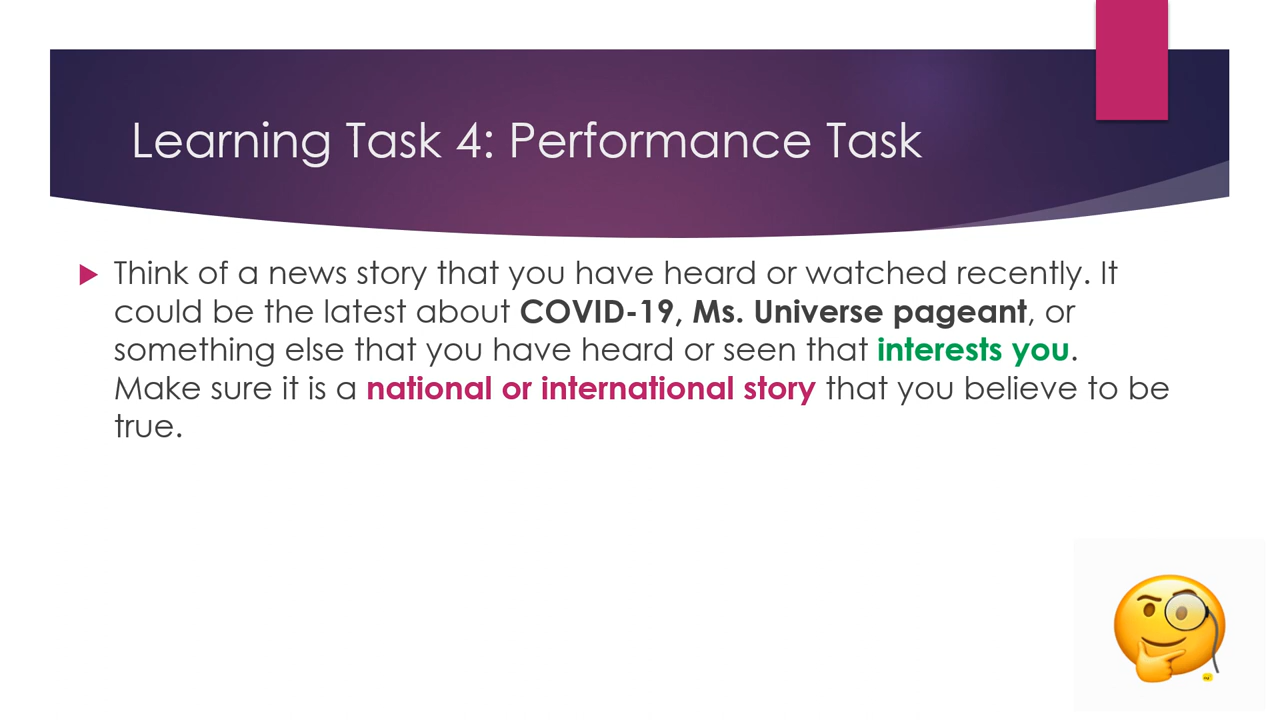 Learning Task 4: Performance Task
Think of a news story that you have heard or watched recently. It
could be the latest about COVID-19, Ms. Universe pageant, or
something else that you have heard or seen that interests you.
Make sure it is a national or international story that you believe to be
true.